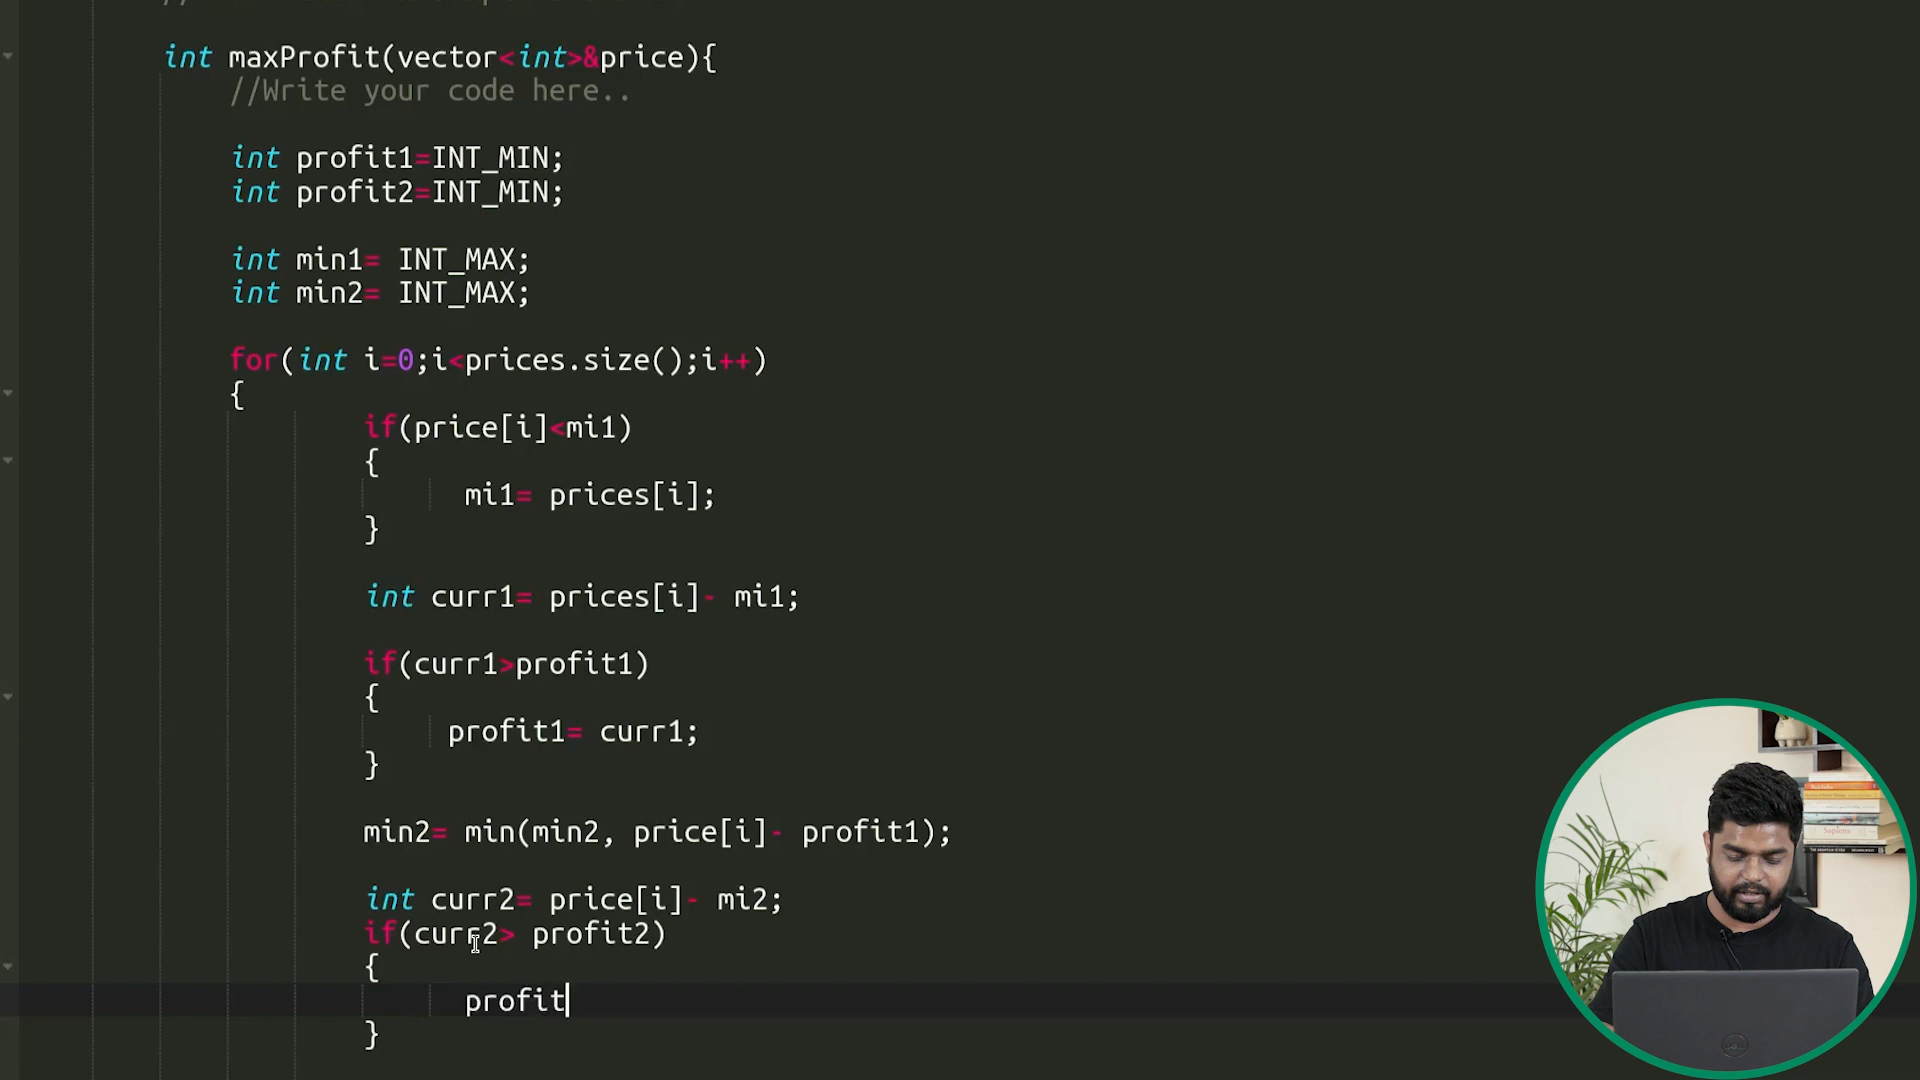 int maxProfit(vector<int>&price){
//Write your code here..
int profit1=INT_MIN;
int profit2=INT_MIN;
int min1= INT_MAX;
int min2= INT_MAX;
for(int i=0;i<prices.size();i++)
{
if(price[i]<mi1)
{
mi1= prices[i];
}
int curr1= prices[i]- mi1;
if(curr1>profit1)
{
profit1= curr1;
}
min2= min(min2, price[i]- profit1);
int curr2= price[i]- mi2;
if(curr2> profit2)
{
profit
}